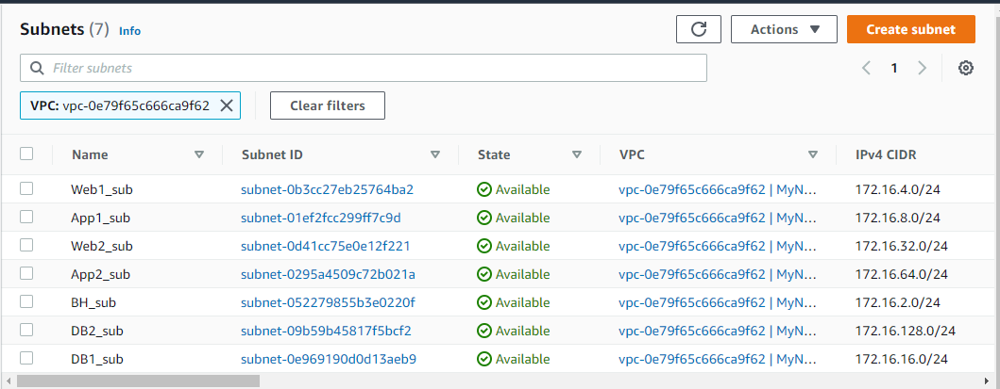 Subnets (7) Info Actions Create subnet
Filter subnets 1
VPC: vpc-0e79f65c666ca9f62 Clear filters
Name Subnet ID State VPC IPv4 CIDR
Web1_sub subnet-0b3cc27eb25764ba2 Available vpc-0e79f65c666ca9f62 | MyN... 172.16.4.0/24
App1_sub subnet-01ef2fcc299ff7c9d Available vpc-0e79f65c666ca9f62 | MyN... 172.16.8.0/24
Web2_sub subnet-0d41cc75e0e12f221 Available vpc-0e79f65c666ca9f62 | MyN... 172.16.32.0/24
App2_sub subnet-0295a4509c72b021a Available vpc-0e79f65c666ca9f62 | MyN... 172.16.64.0/24
BH_sub subnet-052279855b3e0220f Available vpc-0e79f65c666ca9f62 | MyN... 172.16.2.0/24
DB2_sub subnet-09b59b45817f5bcf2 Available vpc-0e79f65c666ca9f62 | MyN... 172.16.128.0/24
DB1_sub subnet-0e969190d0d13aeb9 Available vpc-0e79f65c666ca9f62 | MyN... 172.16.16.0/24